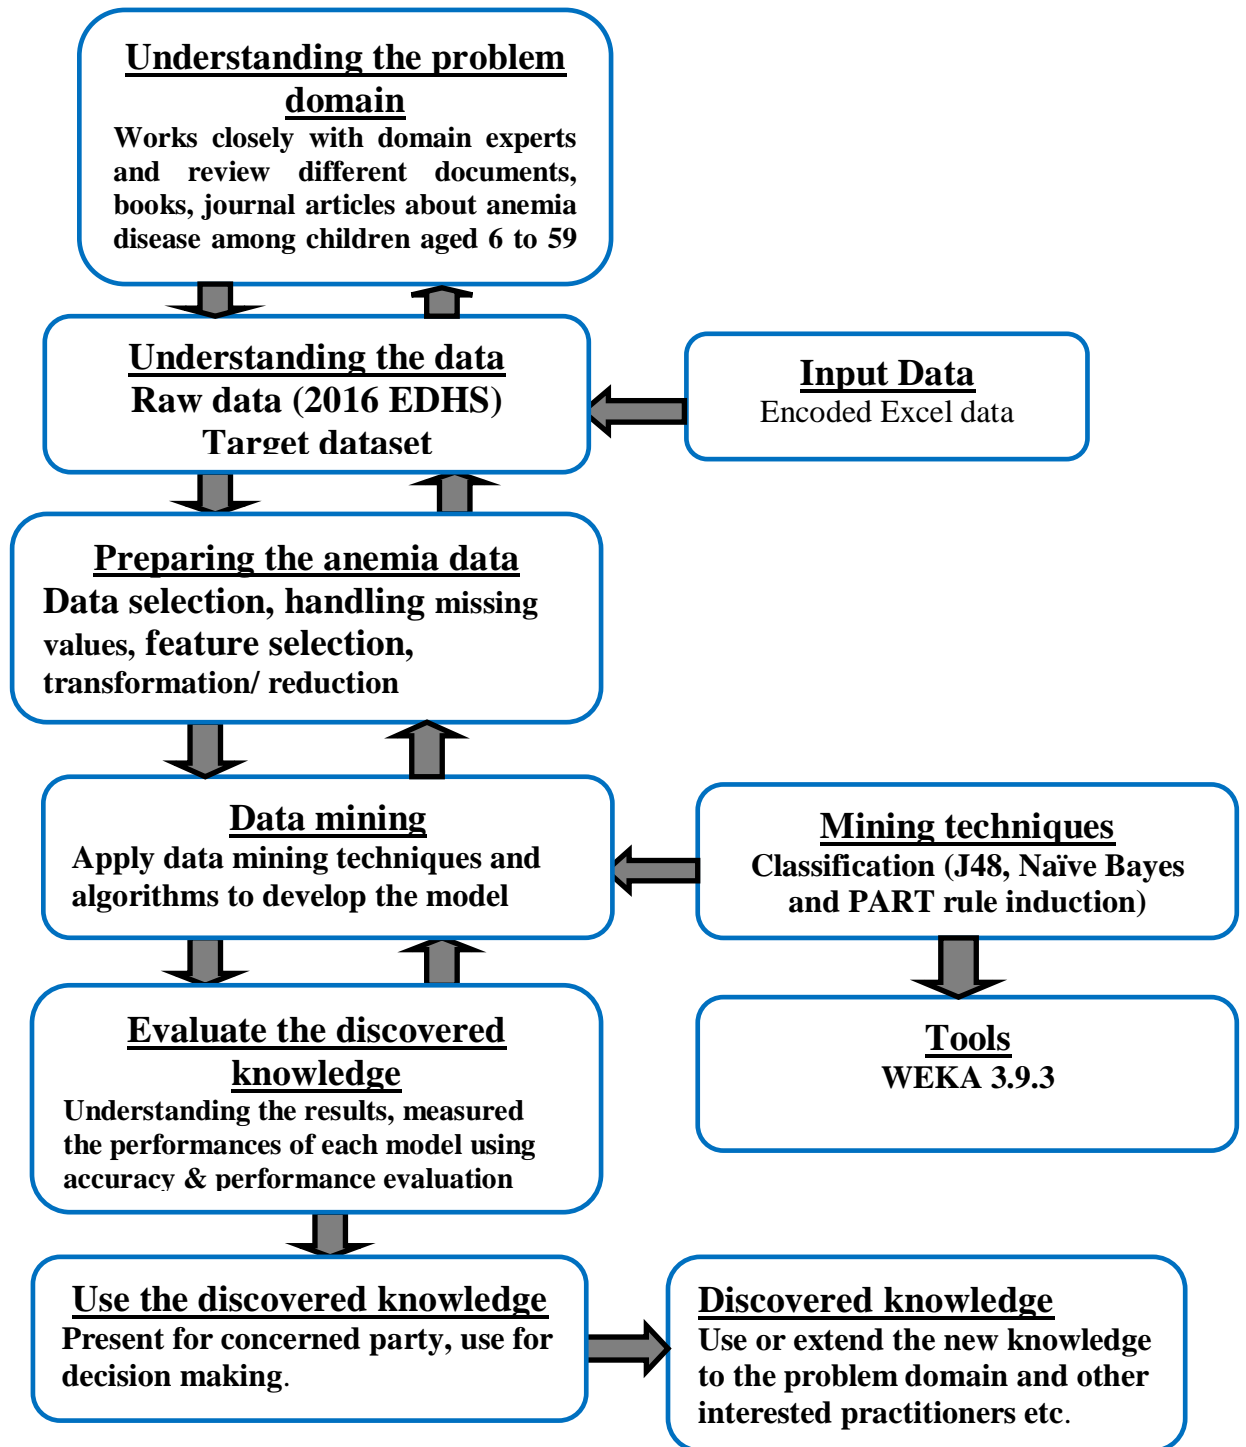 Understanding the problem
domain
Works closely with domain experts
and review different documents,
books, journal articles about anemia
disease among children aged 6 to 59
Understanding the data
Raw data (2016 EDHS)
Target dataset
Input Data
Encoded Excel data
Preparing the anemia data
Data selection, handling missing
values, feature selection,
transformation/ reduction
Data mining
Apply data mining techniques and
algorithms to develop the model
Mining techniques
Classification (J48, Naïve Bayes
and PART rule induction)
Evaluate the discovered
knowledge
Understanding the results, measured
the performances of each model using
accuracy & performance evaluation
Tools
WEKA 3.9.3
Use the discovered knowledge
Present for concerned party, use for
decision making.
Discovered knowledge
Use or extend the new knowledge
to the problem domain and other
interested practitioners etc.